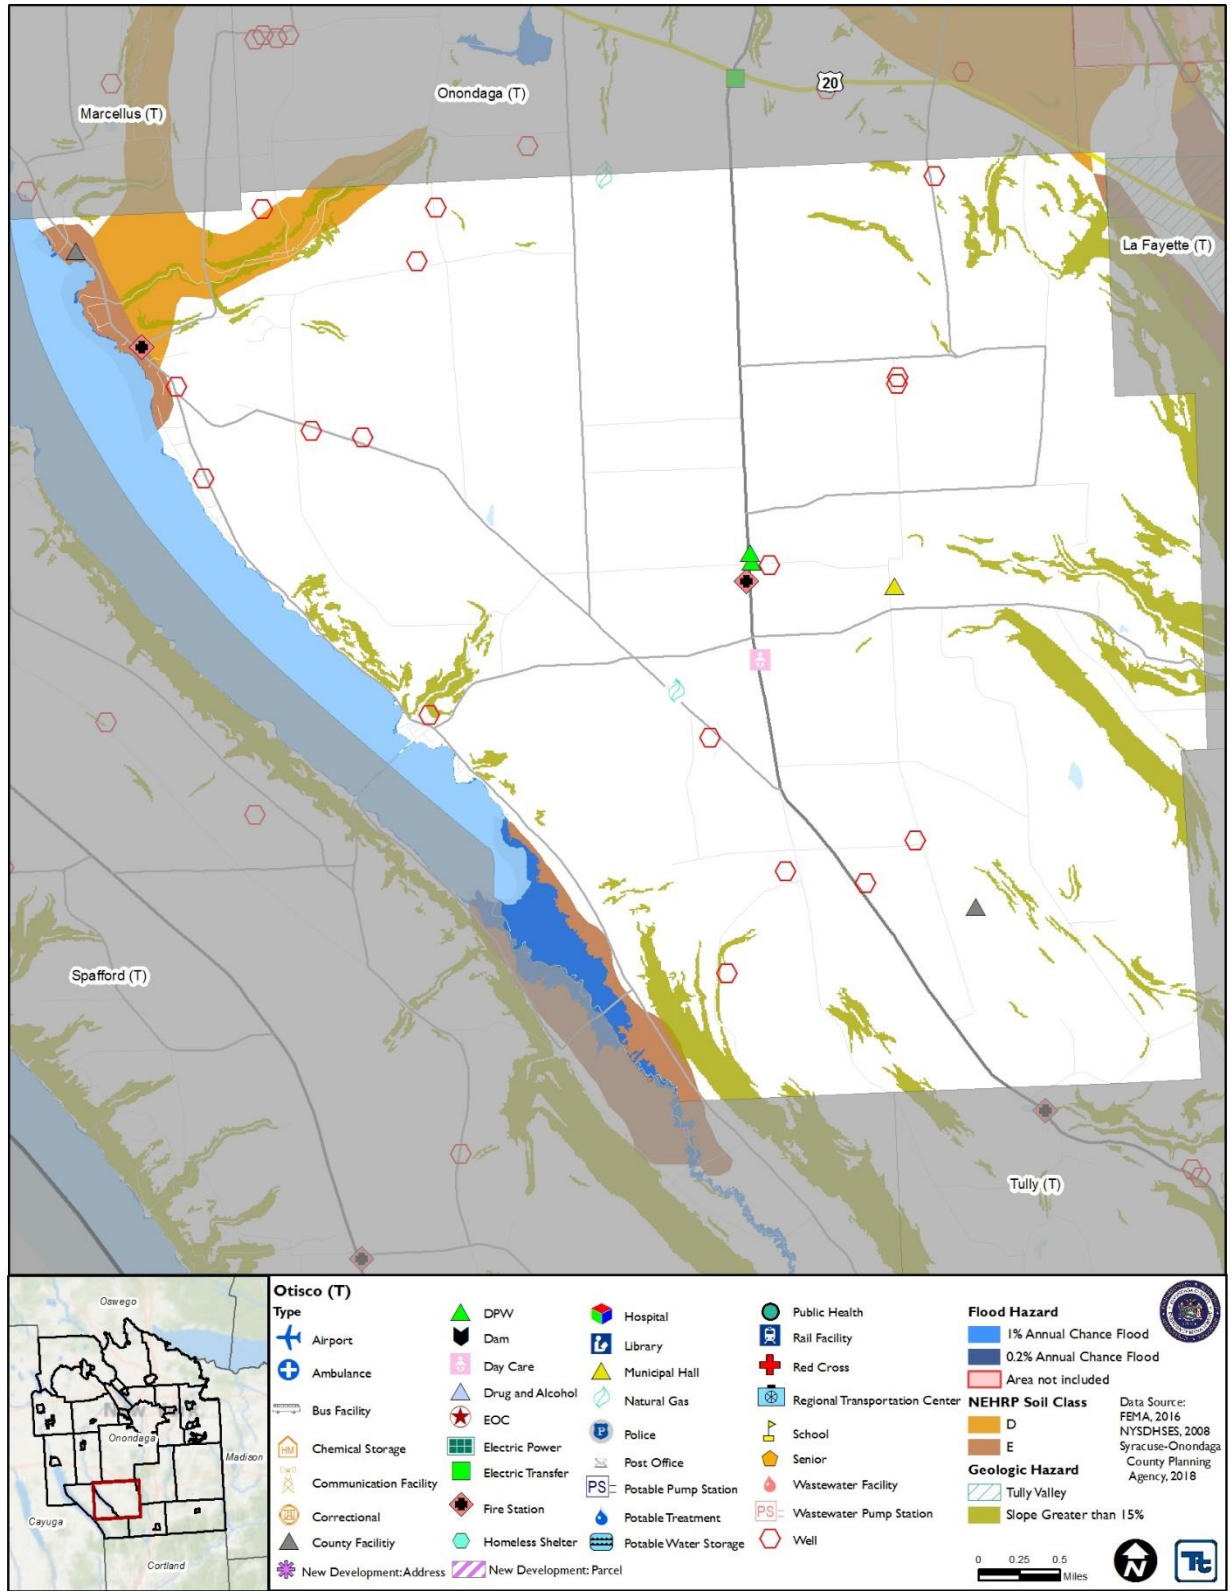 Marcellus (T)
Onondaga (T)
20
La Fayette (T)
Spafford (T)
Tully (T)
Oswego
Onondaga
Madison
Cayuga
Cortland
Otisco (T)
Type
Airport
Ambulance
Bus Facility
HM
Chemical Storage
Communication Facility
Correctional
County Facilitiy
New Development: Address
DPW
Dam
Day Care
Drug and Alcohol
EOC
Electric Power
Electric Transfer
Fire Station
Homeless Shelter
New Development: Parcel
Hospital
Library
Municipal Hall
Natural Gas
P
Police
Post Office
PS
Potable Pump Station
Potable Treatment
Potable Water Storage
Public Health
Rail Facility
Red Cross
Regional Transportation Center
School
Senior
Wastewater Facility
PS
Wastewater Pump Station
Well
Flood Hazard
1% Annual Chance Flood
0.2% Annual Chance Flood
Area not included
NEHRP Soil Class
D
E
Geologic Hazard
Tully Valley
Slope Greater than 15%
Data Source:
FEMA, 2016
NYSDHSES, 2008
Syracuse-Onondaga
County Planning
Agency, 2018
0 0.25 0.5
Miles
N
Tt